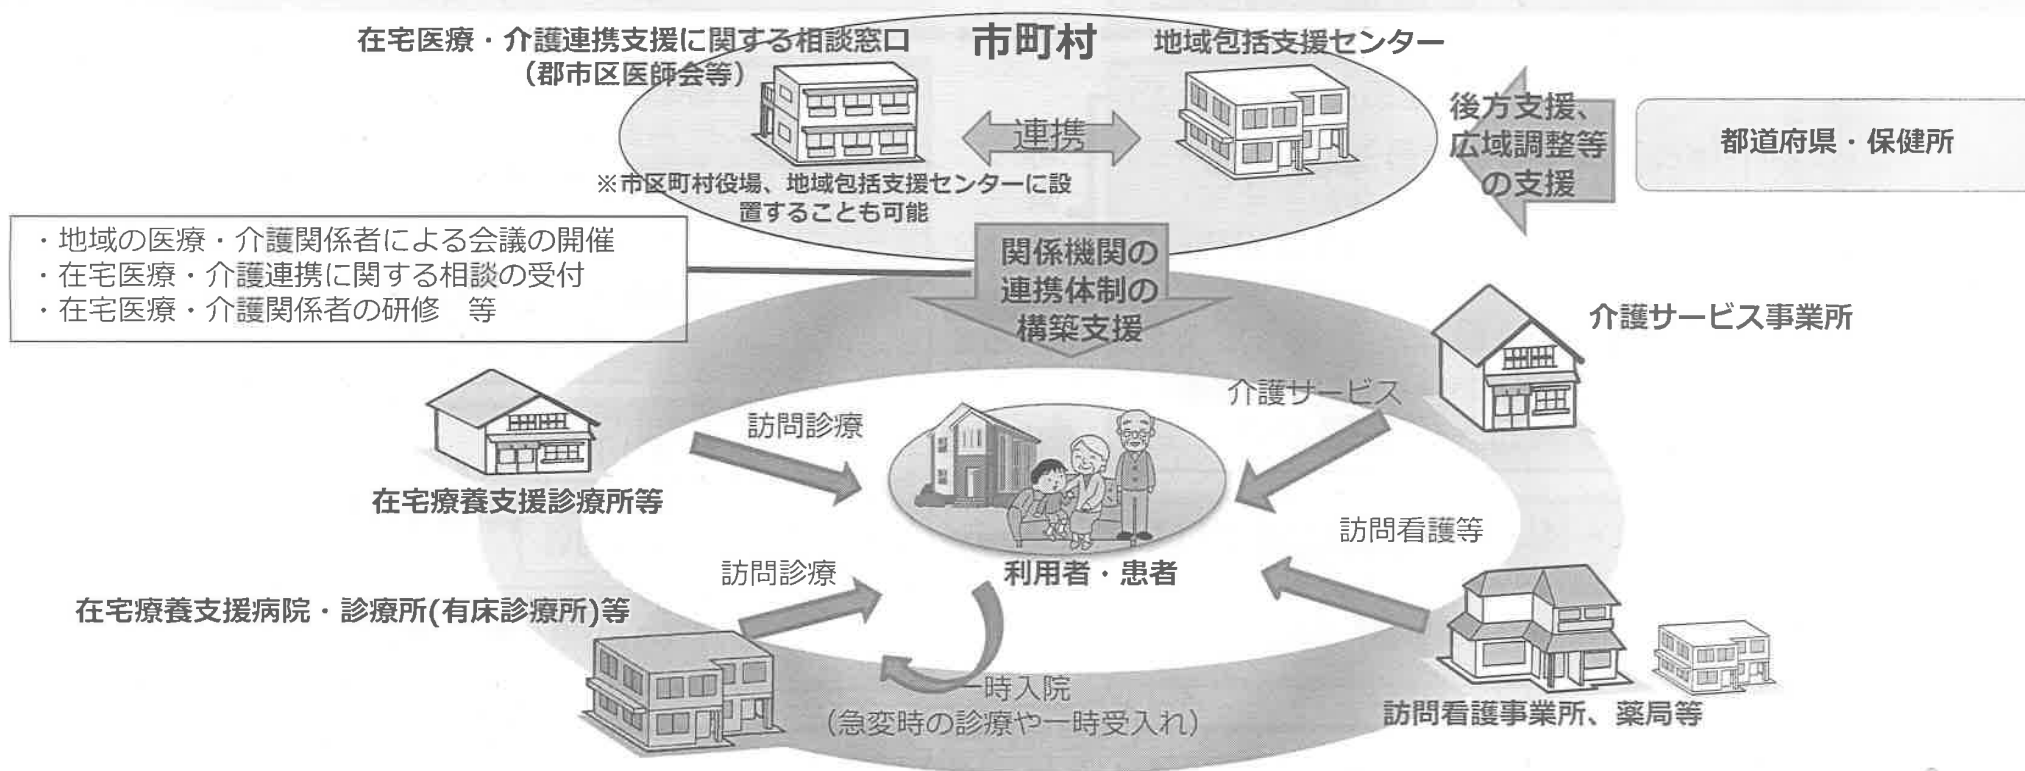 在宅医療・介護連携支援に関する相談窓口
（郡市区医師会等）
市町村
地域包括支援センター
連携
※市区町村役場、地域包括支援センターに設
置することも可能
後方支援、
広域調整等
の支援
都道府県・保健所
・地域の医療・介護関係者による会議の開催
・在宅医療・介護連携に関する相談の受付
・在宅医療・介護関係者の研修　等
関係機関の
連携体制の
構築支援
介護サービス事業所
介護サービス
訪問診療
在宅療養支援診療所等
訪問看護等
利用者・患者
訪問診療
在宅療養支援病院・診療所(有床診療所)等
一時入院
（急変時の診療や一時受入れ）
訪問看護事業所、薬局等